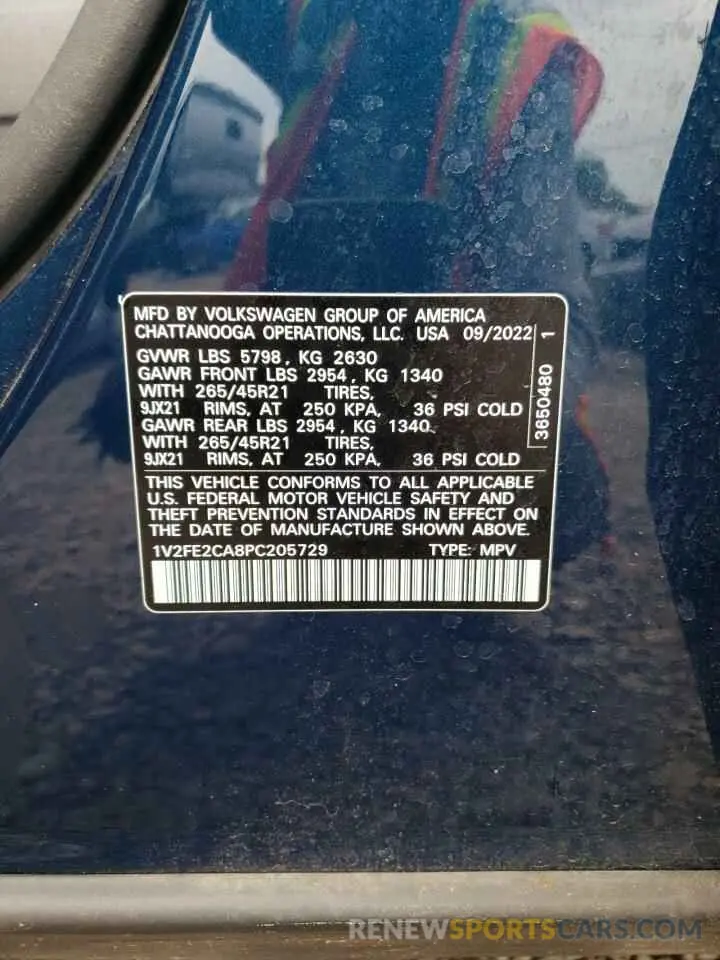 MFD BY VOLKSWAGEN GROUP OF AMERICA
CHATTANOOGA OPERATIONS, LLC. USA 09/2022
GVWR LBS 5798, KG 2630
GAWR FRONT LBS 2954, KG 1340
WITH 265/45R21 TIRES,
9JX21 RIMS, AT 250 KPA, 36 PSI COLD
GAWR REAR LBS 2954, KG 1340,
WITH 265/45R21 TIRES,
9JX21 RIMS, AT 250 KPA, 36 PSI COLD
3650480 1
THIS VEHICLE CONFORMS TO ALL APPLICABLE
U.S. FEDERAL MOTOR VEHICLE SAFETY AND
THEFT PREVENTION STANDARDS IN EFFECT ON
THE DATE OF MANUFACTURE SHOWN ABOVE.
1V2FE2CA8PC205729 TYPE: MPV
RENEWSPORTSCARS.COM